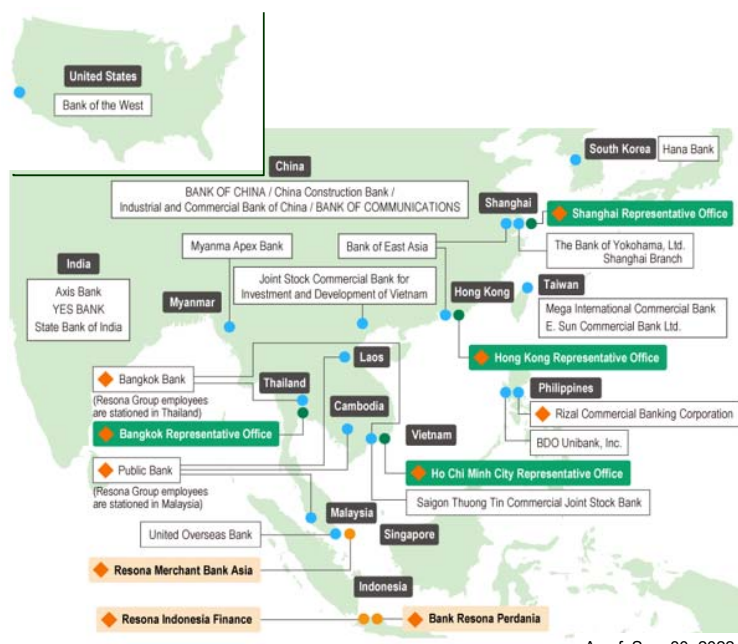 United States
Bank of the West
South Korea
Hana Bank
China
BANK OF CHINA / China Construction Bank /
Industrial and Commercial Bank of China / BANK OF COMMUNICATIONS
Shanghai
Shanghai Representative Office
Myanma Apex Bank
Bank of East Asia
The Bank of Yokohama, Ltd.
Shanghai Branch
India
Axis Bank
YES BANK
State Bank of India
Joint Stock Commercial Bank for
Investment and Development of Vietnam
Myanmar
Hong Kong
Taiwan
Mega International Commercial Bank
E. Sun Commercial Bank Ltd.
Laos
Hong Kong Representative Office
Bangkok Bank
(Resona Group employees
are stationed in Thailand)
Thailand
Philippines
Cambodia
Rizal Commercial Banking Corporation
Bangkok Representative Office
Vietnam
BDO Unibank, Inc.
Public Bank
(Resona Group employees
are stationed in Malaysia)
Ho Chi Minh City Representative Office
Saigon Thuong Tin Commercial Joint Stock Bank
Malaysia
United Overseas Bank
Singapore
Resona Merchant Bank Asia
Indonesia
Resona Indonesia Finance
Bank Resona Perdania